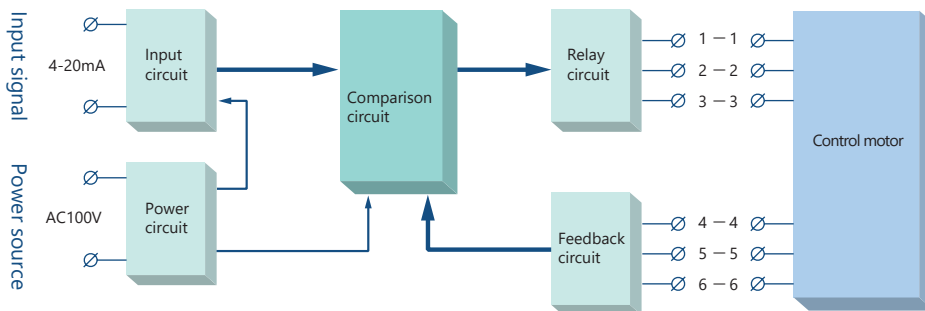 Input signal
4-20mA
Input
circuit
Power source
AC100V
Power
circuit
Comparison
circuit
Relay
circuit
1 — 1
2 — 2
3 — 3
Feedback
circuit
4 — 4
5 — 5
6 — 6
Control motor